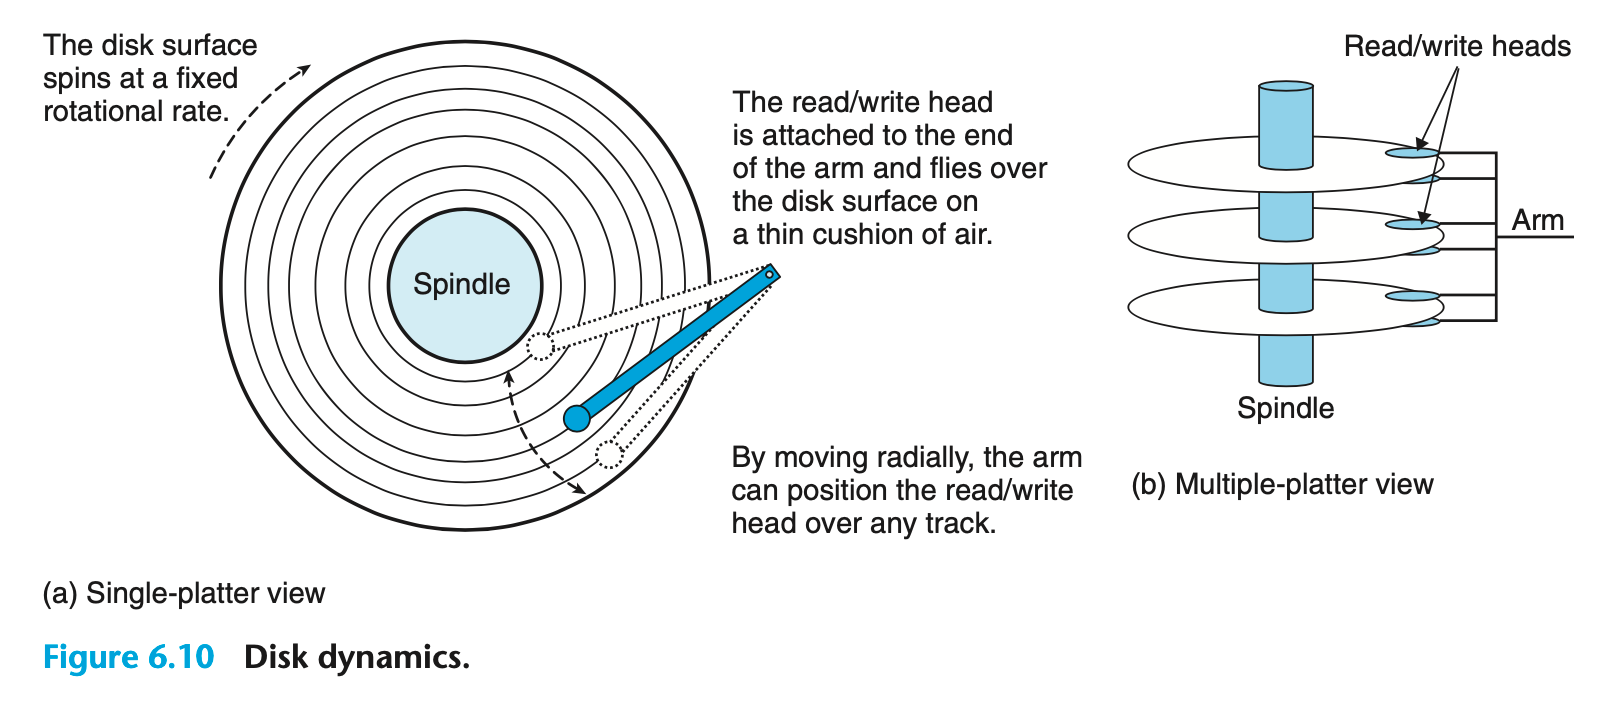 The disk surface
spins at a fixed
rotational rate.
Spindle
The read/write head
is attached to the end
of the arm and flies over
the disk surface on
a thin cushion of air.
By moving radially, the arm
can position the read/write
head over any track.
(a) Single-platter view
Read/write heads
Arm
Spindle
(b) Multiple-platter view
Figure 6.10 Disk dynamics.